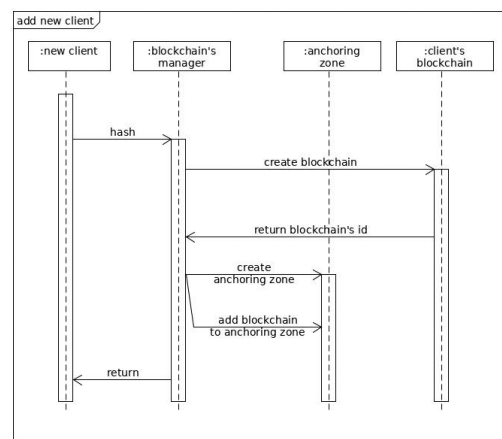 add new client
:new client
:blockchain's
manager
:anchoring
zone
:client's
blockchain
hash
create blockchain
return blockchain's id
create
anchoring zone
add blockchain
to anchoring zone
return